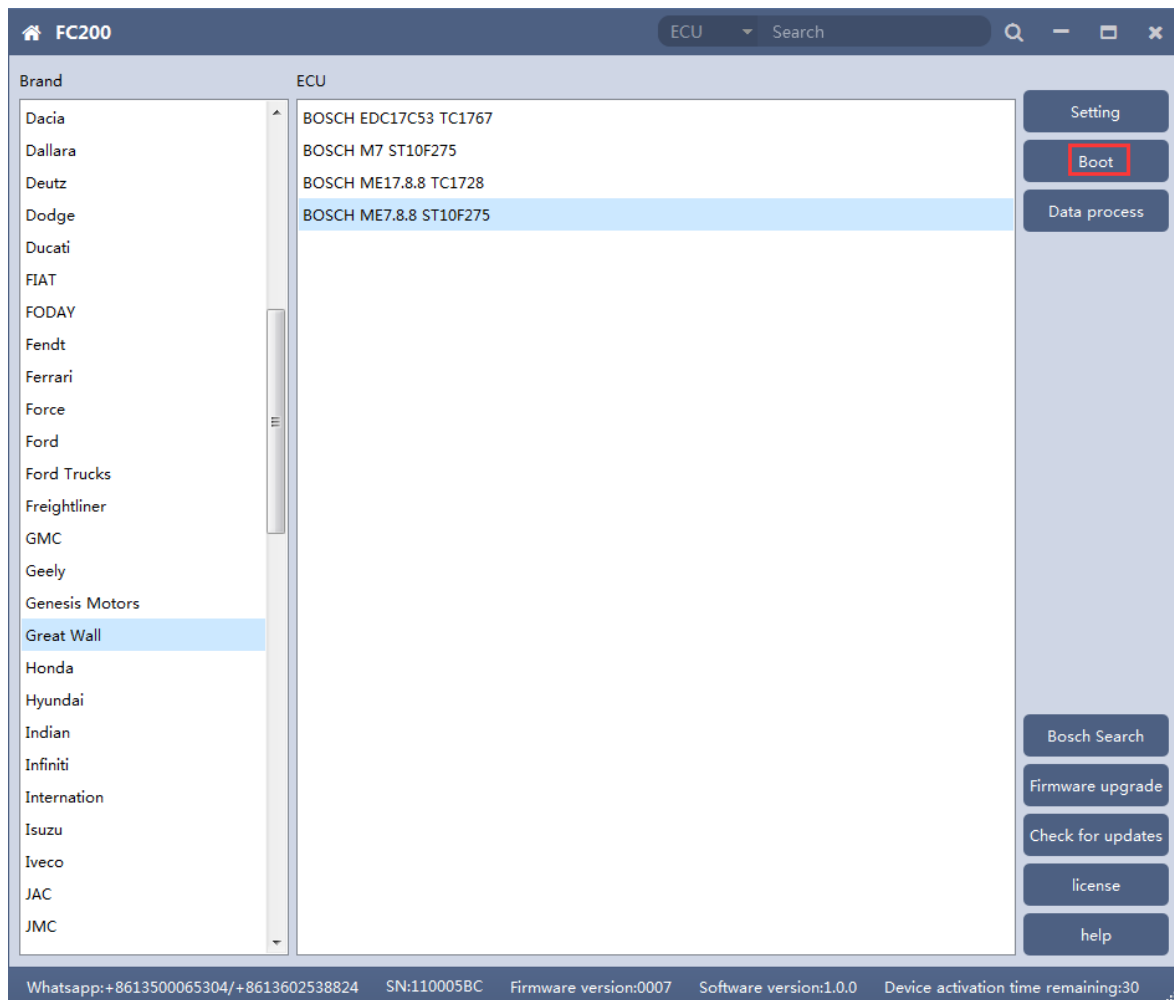 FC200
ECU Search
Brand
Dacia
Dallara
Deutz
Dodge
Ducati
FIAT
FODAY
Fendt
Ferrari
Force
Ford
Ford Trucks
Freightliner
GMC
Geely
Genesis Motors
Great Wall
Honda
Hyundai
Indian
Infiniti
Internation
Isuzu
Iveco
JAC
JMC
ECU
BOSCH EDC17C53 TC1767
BOSCH M7 ST10F275
BOSCH ME17.8.8 TC1728
BOSCH ME7.8.8 ST10F275
Setting
Boot
Data process
Bosch Search
Firmware upgrade
Check for updates
license
help
Whatsapp:+8613500065304/+8613602538824 SN:110005BC Firmware version:0007 Software version:1.0.0 Device activation time remaining:30